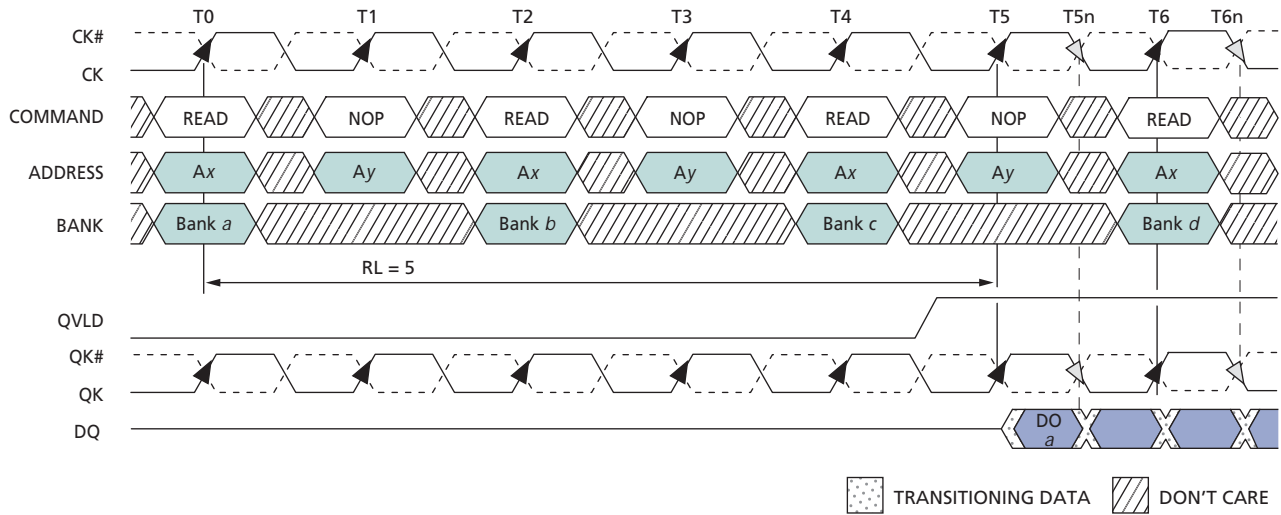 T0 T1 T2 T3 T4 T5 T5n T6 T6n
CK#
CK
COMMAND READ NOP READ NOP READ NOP READ
ADDRESS Ax Ay Ax Ay Ax Ay Ax
BANK Bank a Bank b Bank c Bank d
RL = 5
QVLD
QK#
QK
DQ DO
a
TRANSITIONING DATA DON'T CARE